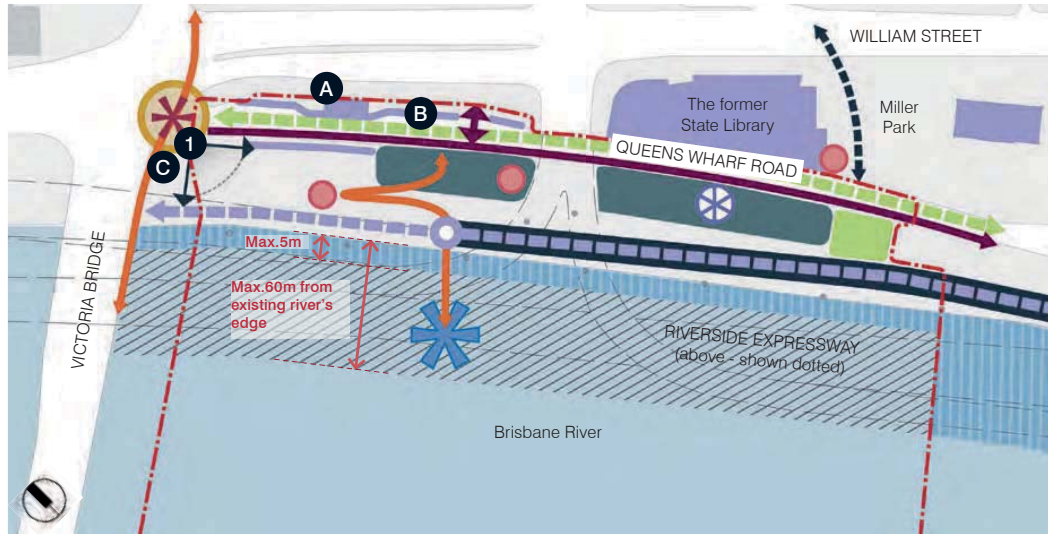 WILLIAM STREET
A
The former
State Library
Miller
Park
B
1
C
QUEENS WHARF ROAD
Max.5m
Max.60m from
existing river's
edge
VICTORIA BRIDGE
RIVERSIDE EXPRESSWAY
(above - shown dotted)
Brisbane River